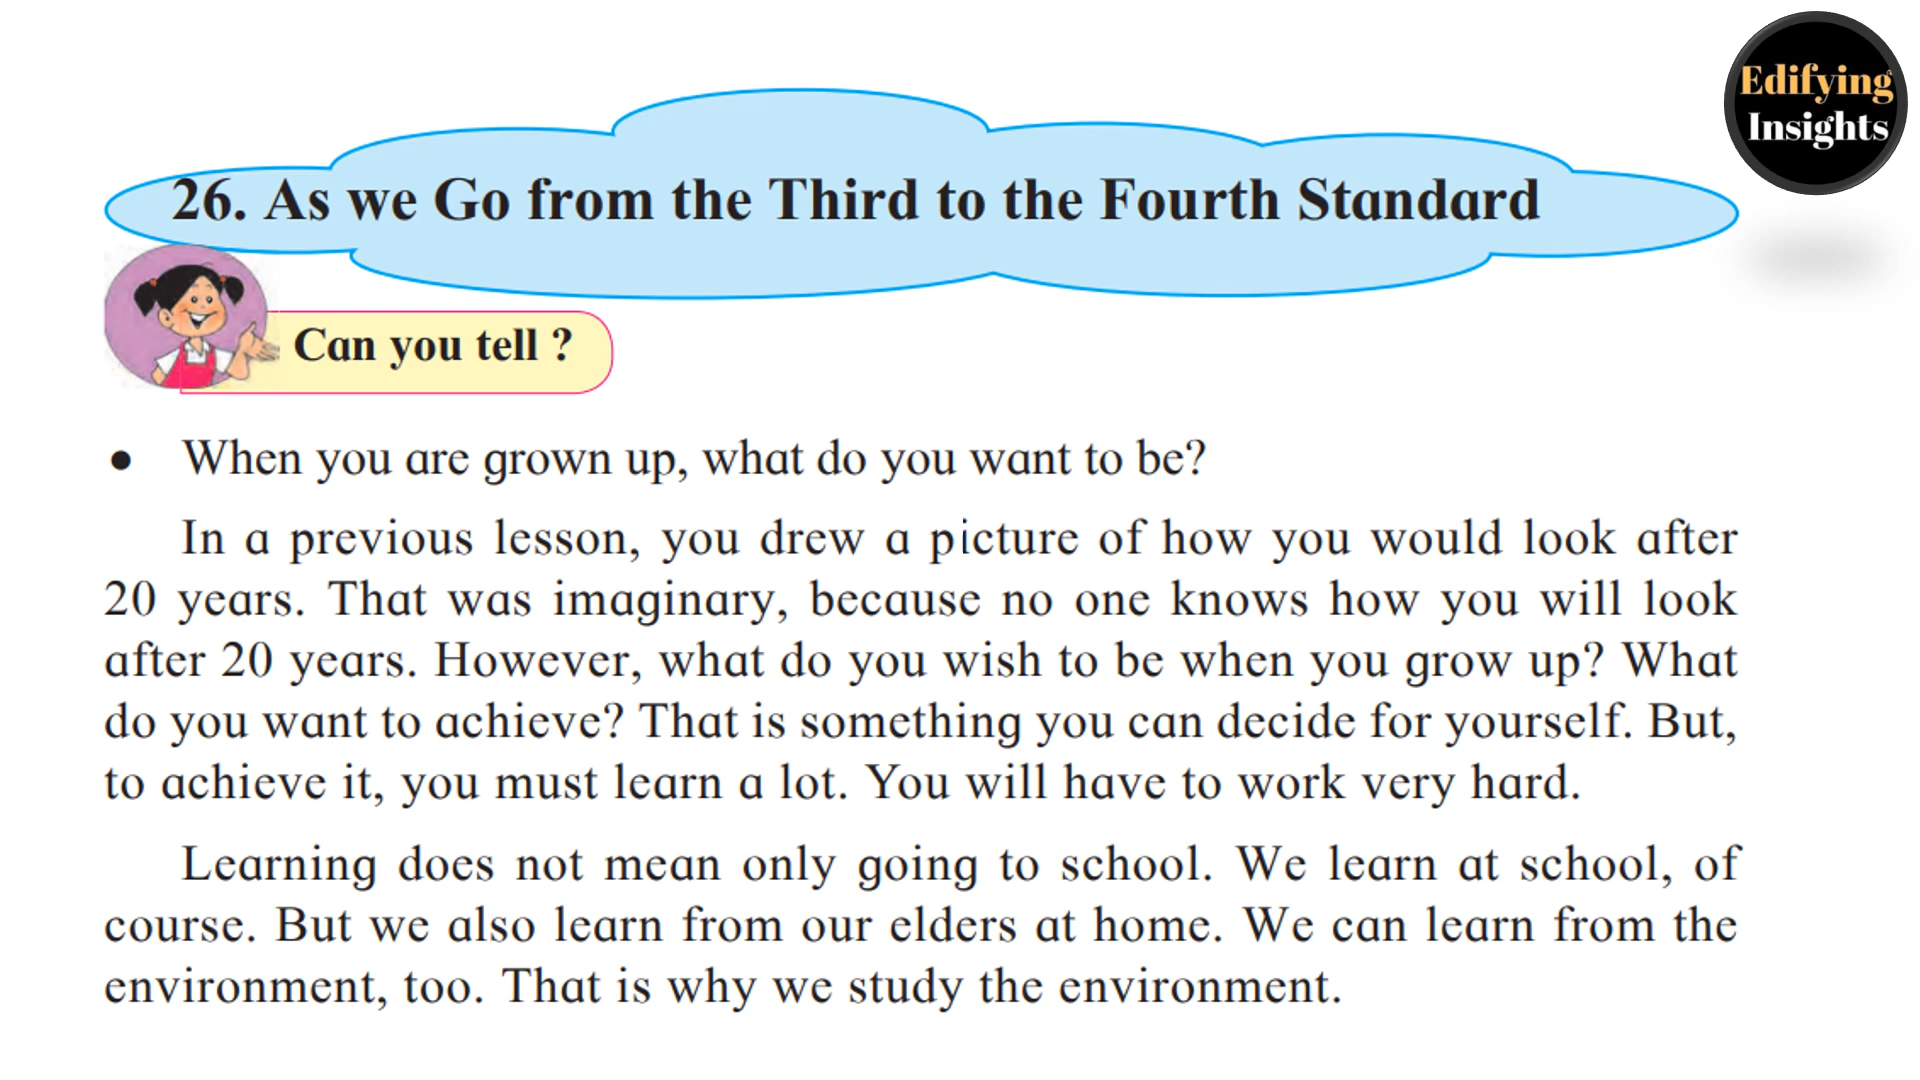 Edifying
Insights
26. As we Go from the Third to the Fourth Standard
Can you tell ?
• When you are grown up, what do you want to be?
In a previous lesson, you drew a picture of how you would look after
20 years. That was imaginary, because no one knows how you will look
after 20 years. However, what do you wish to be when you grow up? What
do you want to achieve? That is something you can decide for yourself. But,
to achieve it, you must learn a lot. You will have to work very hard.
Learning does not mean only going to school. We learn at school, of
course. But we also learn from our elders at home. We can learn from the
environment, too. That is why we study the environment.